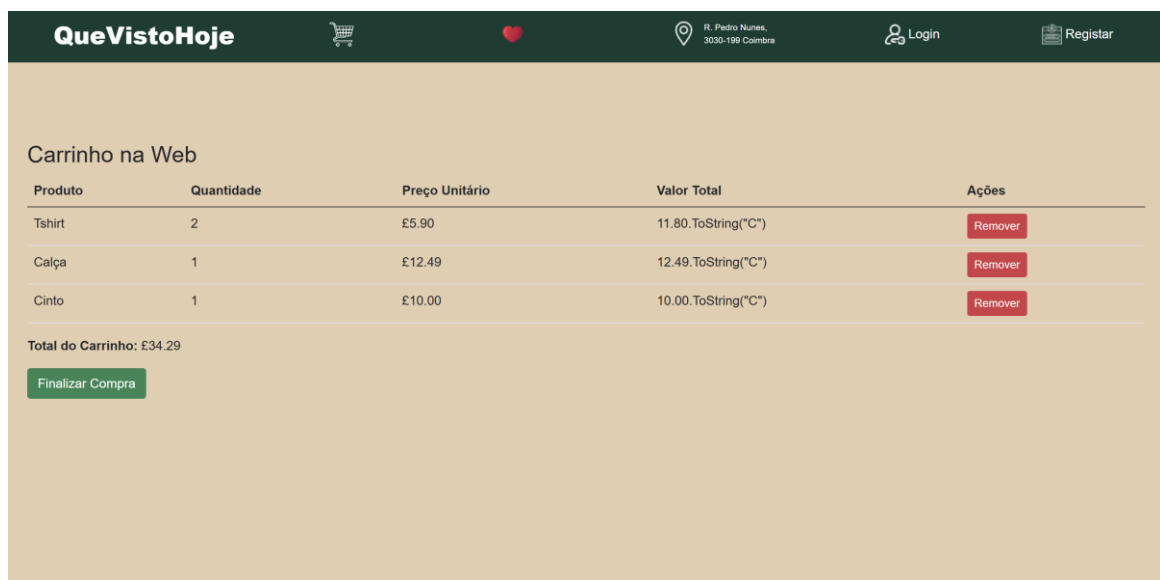 QueVistoHoje
R. Pedro Nunes,
3030-199 Coimbra
Login
Registar
Carrinho na Web
Produto Quantidade Preço Unitário Valor Total Ações
Tshirt 2 £5.90 11.80.ToString("C") Remover
Calça 1 £12.49 12.49.ToString("C") Remover
Cinto 1 £10.00 10.00.ToString("C") Remover
Total do Carrinho: £34.29
Finalizar Compra